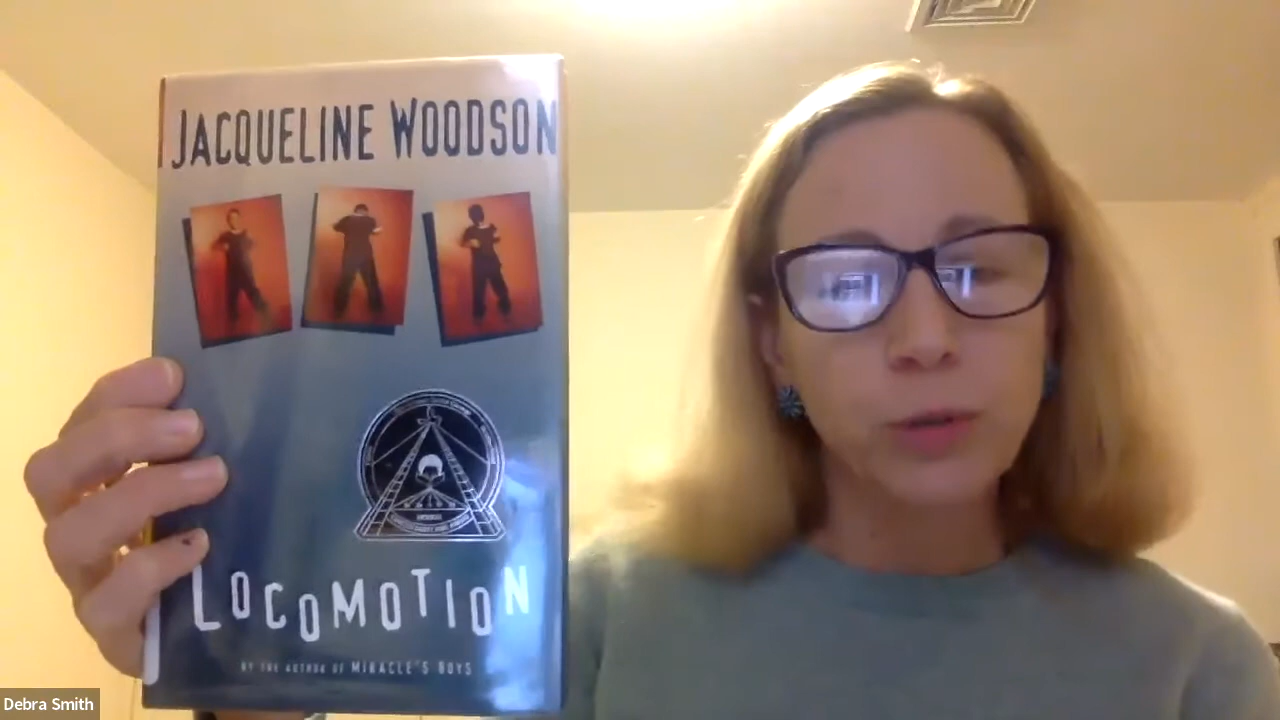 JACQUELINE WOODSON
LOCOMOTION
BY THE AUTHOR OF MIRACLE'S BOYS
Debra Smith